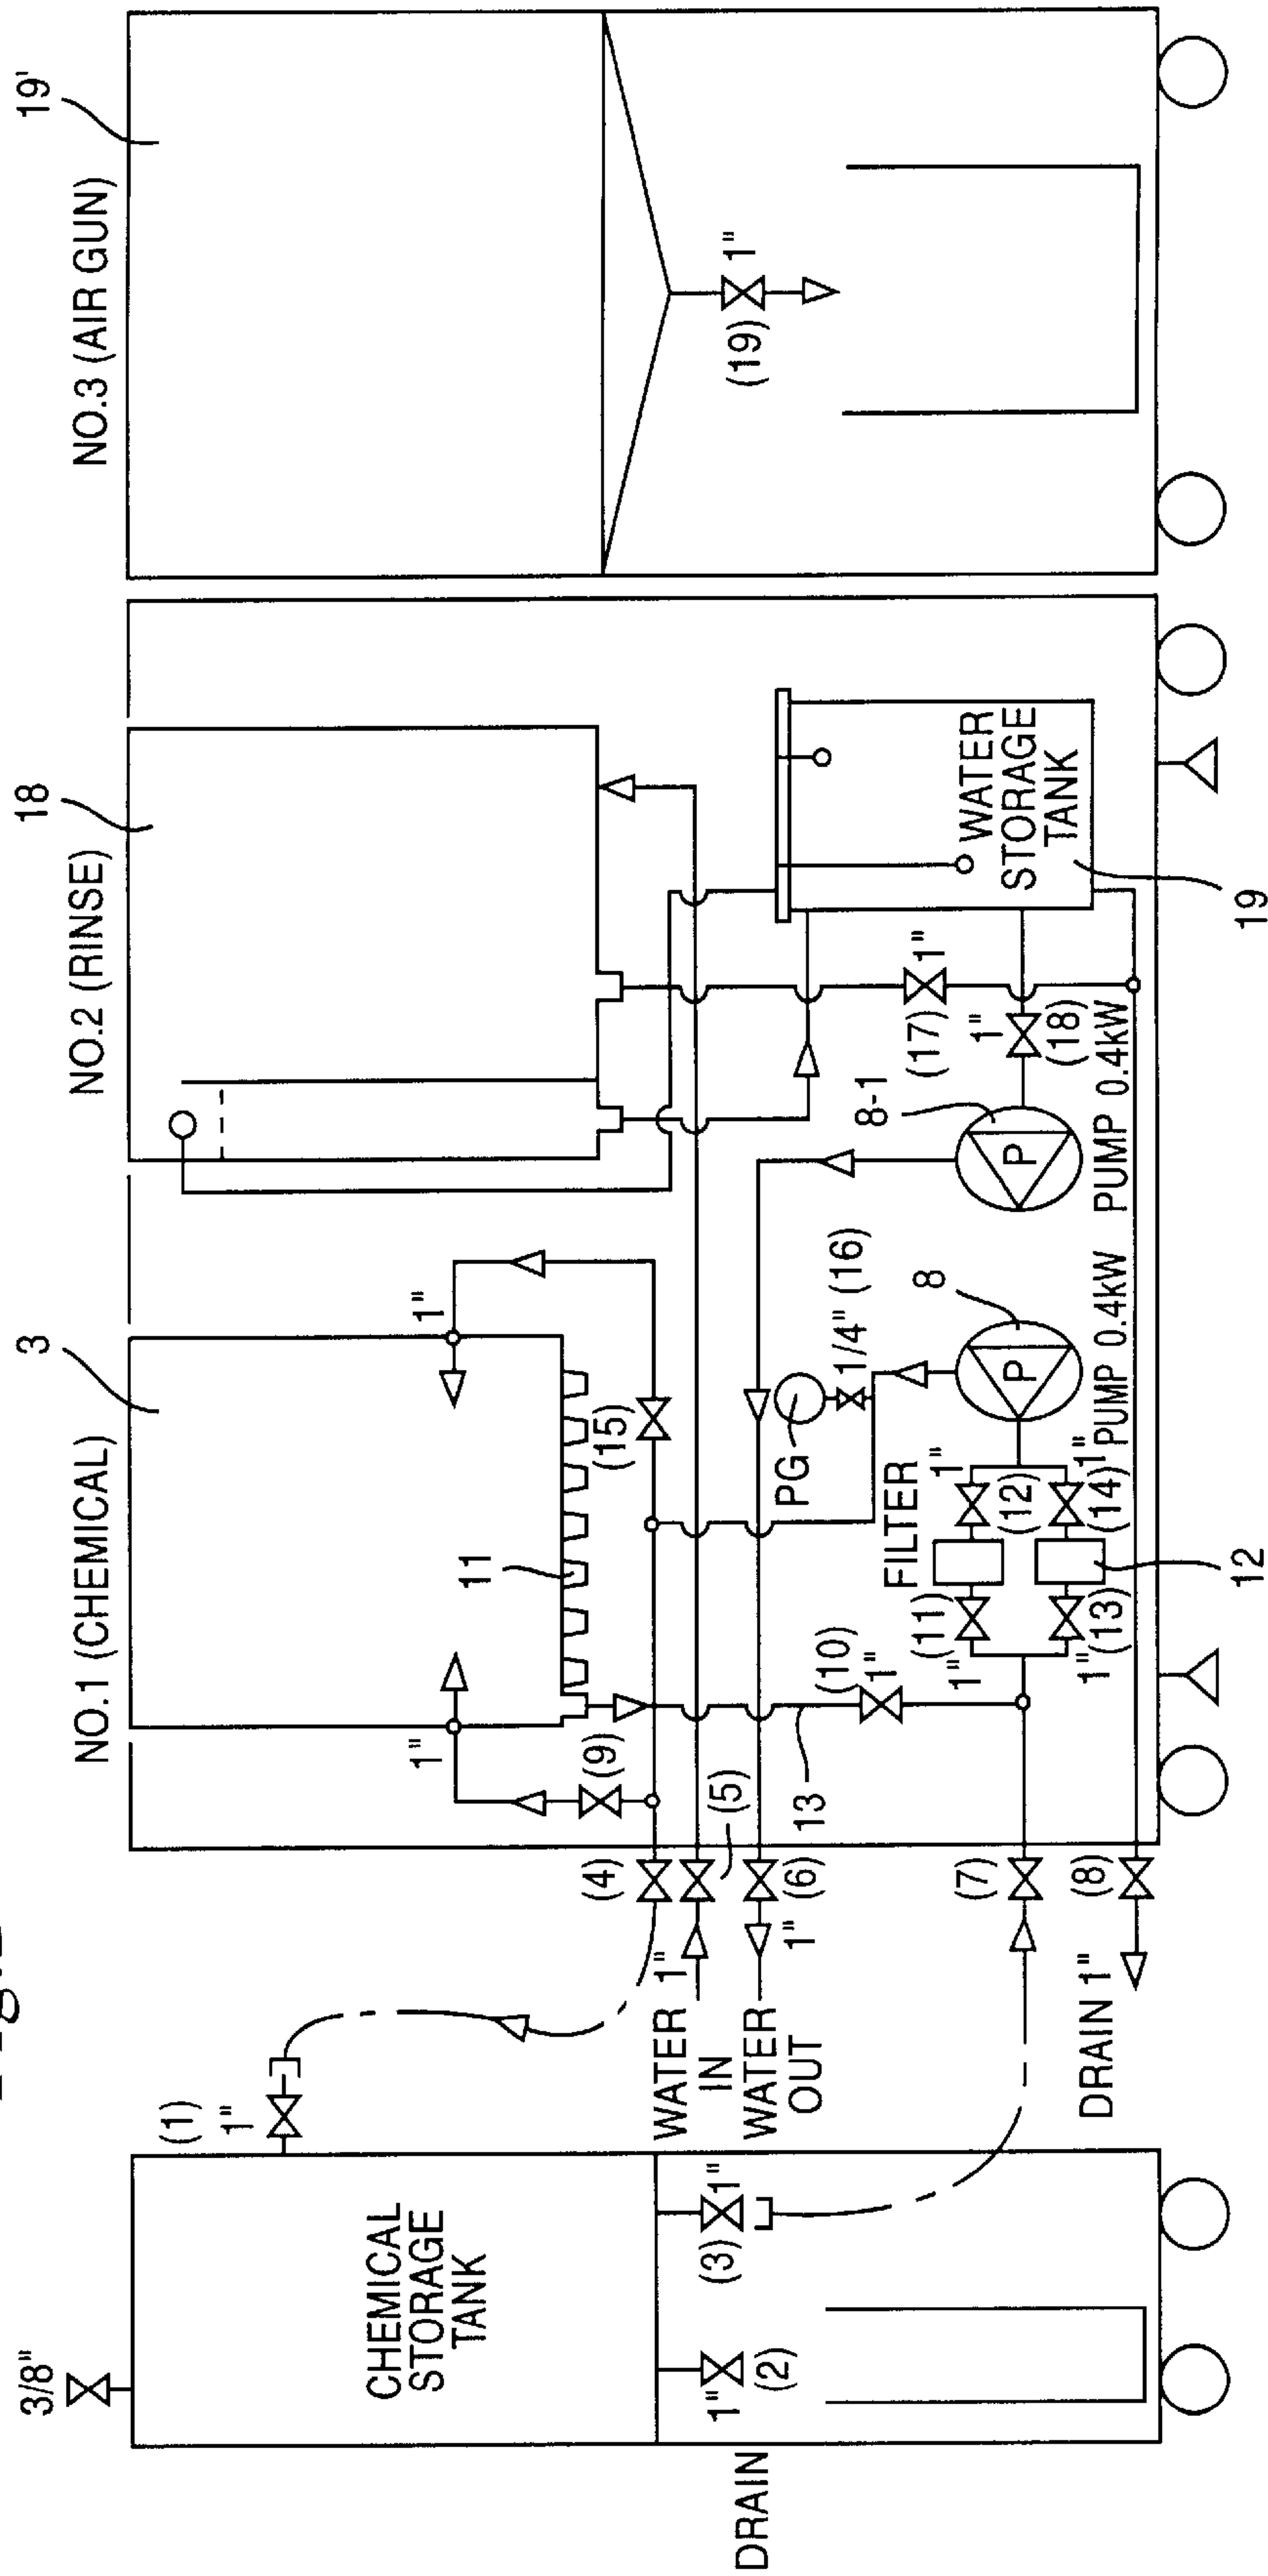 NO.1 (CHEMICAL)
NO.2 (RINSE)
NO.3 (AIR GUN)
3
18
19'
3/8"
CHEMICAL
STORAGE
TANK
(1)
1"
1"
(2)
DRAIN
(3)
1"
WATER 1"
IN
WATER
OUT
1"
DRAIN 1"
(4)
(5)
(6)
(7)
(8)
1"
(9)
1"
11
(15)
13
(10)
1"
FILTER
1"
(11)
(12)
1"
1"
(13)
(14)
1"
12
PG
1/4" (16)
8
P
PUMP 0.4kW
8-1
P
PUMP 0.4kW
(17)
1"
1"
(18)
WATER
STORAGE
TANK
19
(19)
1"